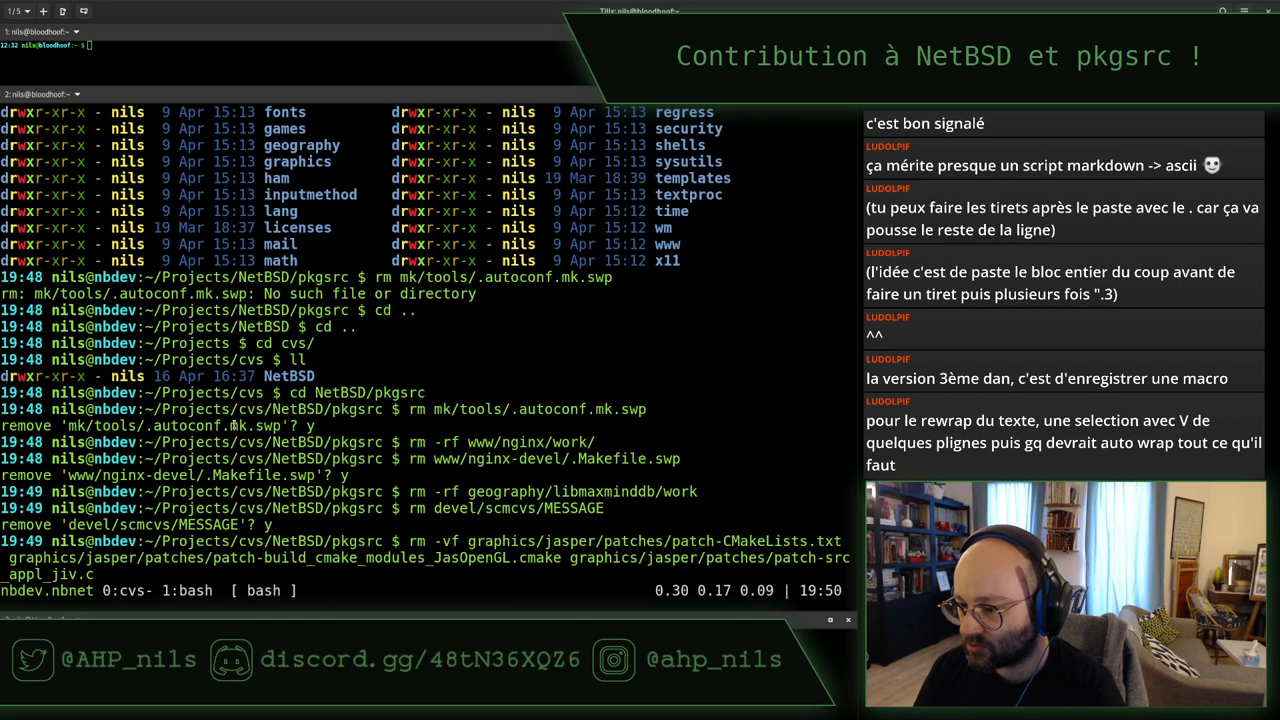 1/5
Tilix: nils@bloodhoof:~
1: nils@bloodhoof:~
12:32 nils@bloodhoof:~ $
Contribution à NetBSD et pkgsrc !
2: nils@bloodhoof:~
drwxr-xr-x - nils  9 Apr 15:13 fonts      drwxr-xr-x - nils  9 Apr 15:13 regress
drwxr-xr-x - nils  9 Apr 15:13 games      drwxr-xr-x - nils  9 Apr 15:13 security
drwxr-xr-x - nils  9 Apr 15:13 geography  drwxr-xr-x - nils  9 Apr 15:13 shells
drwxr-xr-x - nils  9 Apr 15:13 graphics   drwxr-xr-x - nils  9 Apr 15:13 sysutils
drwxr-xr-x - nils  9 Apr 15:13 ham        drwxr-xr-x - nils 19 Mar 18:39 templates
drwxr-xr-x - nils  9 Apr 15:13 inputmethod drwxr-xr-x - nils  9 Apr 15:13 textproc
drwxr-xr-x - nils  9 Apr 15:13 lang       drwxr-xr-x - nils  9 Apr 15:12 time
drwxr-xr-x - nils 19 Mar 18:37 licenses   drwxr-xr-x - nils  9 Apr 15:12 wm
drwxr-xr-x - nils  9 Apr 15:13 mail       drwxr-xr-x - nils  9 Apr 15:12 www
drwxr-xr-x - nils  9 Apr 15:13 math       drwxr-xr-x - nils  9 Apr 15:12 x11
19:48 nils@nbdev:~/Projects/NetBSD/pkgsrc $ rm mk/tools/.autoconf.mk.swp
rm: mk/tools/.autoconf.mk.swp: No such file or directory
19:48 nils@nbdev:~/Projects/NetBSD/pkgsrc $ cd ..
19:48 nils@nbdev:~/Projects/NetBSD $ cd ..
19:48 nils@nbdev:~/Projects $ cd cvs/
19:48 nils@nbdev:~/Projects/cvs $ ll
drwxr-xr-x - nils 16 Apr 16:37 NetBSD
19:48 nils@nbdev:~/Projects/cvs $ cd NetBSD/pkgsrc
19:48 nils@nbdev:~/Projects/cvs/NetBSD/pkgsrc $ rm mk/tools/.autoconf.mk.swp
remove 'mk/tools/.autoconf.mk.swp'? y
19:48 nils@nbdev:~/Projects/cvs/NetBSD/pkgsrc $ rm -rf www/nginx/work/
19:48 nils@nbdev:~/Projects/cvs/NetBSD/pkgsrc $ rm www/nginx-devel/.Makefile.swp
remove 'www/nginx-devel/.Makefile.swp'? y
19:49 nils@nbdev:~/Projects/cvs/NetBSD/pkgsrc $ rm -rf geography/libmaxminddb/work
19:49 nils@nbdev:~/Projects/cvs/NetBSD/pkgsrc $ rm devel/scmcvs/MESSAGE
remove 'devel/scmcvs/MESSAGE'? y
19:49 nils@nbdev:~/Projects/cvs/NetBSD/pkgsrc $ rm -vf graphics/jasper/patches/patch-CMakeLists.txt
graphics/jasper/patches/patch-build_cmake_modules_JasOpenGL.cmake graphics/jasper/patches/patch-src
_appl_jiv.c
nbdev.nbnet 0:cvs- 1:bash  [ bash ]  0.30 0.17 0.09 | 19:50
c'est bon signalé
LUDOLPIF
ça mérite presque un script markdown -> ascii
LUDOLPIF
(tu peux faire les tirets après le paste avec le . car ça va
pousse le reste de la ligne)
LUDOLPIF
(l'idée c'est de paste le bloc entier du coup avant de
faire un tiret puis plusieurs fois ".3)
LUDOLPIF
^^
LUDOLPIF
la version 3ème dan, c'est d'enregistrer une macro
LUDOLPIF
pour le rewrap du texte, une selection avec V de
quelques plignes puis gq devrait auto wrap tout ce qu'il
faut
@AHP_nils
discord.gg/48tN36XQZ6
@ahp_nils